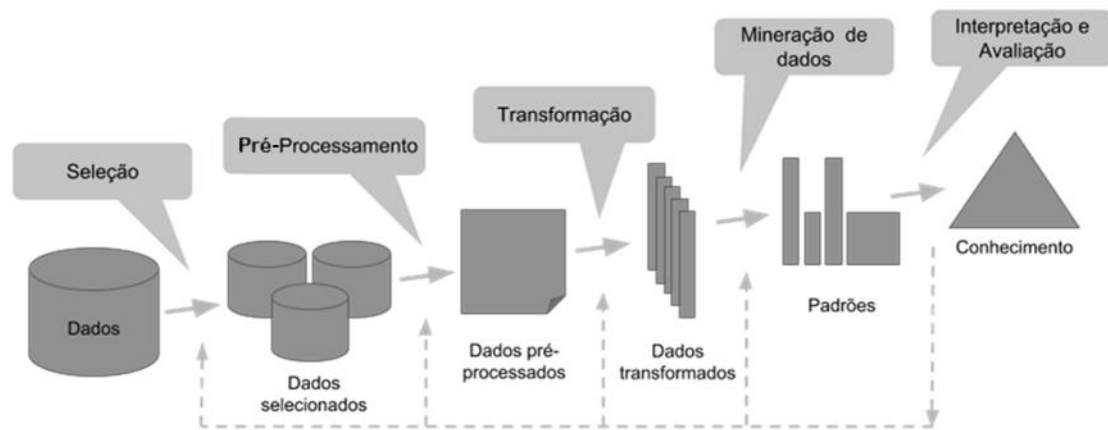 Seleção
Pré-Processamento
Transformação
Mineração de
dados
Interpretação e
Avaliação
Dados
Dados
selecionados
Dados pré-
processados
Dados
transformados
Padrões
Conhecimento